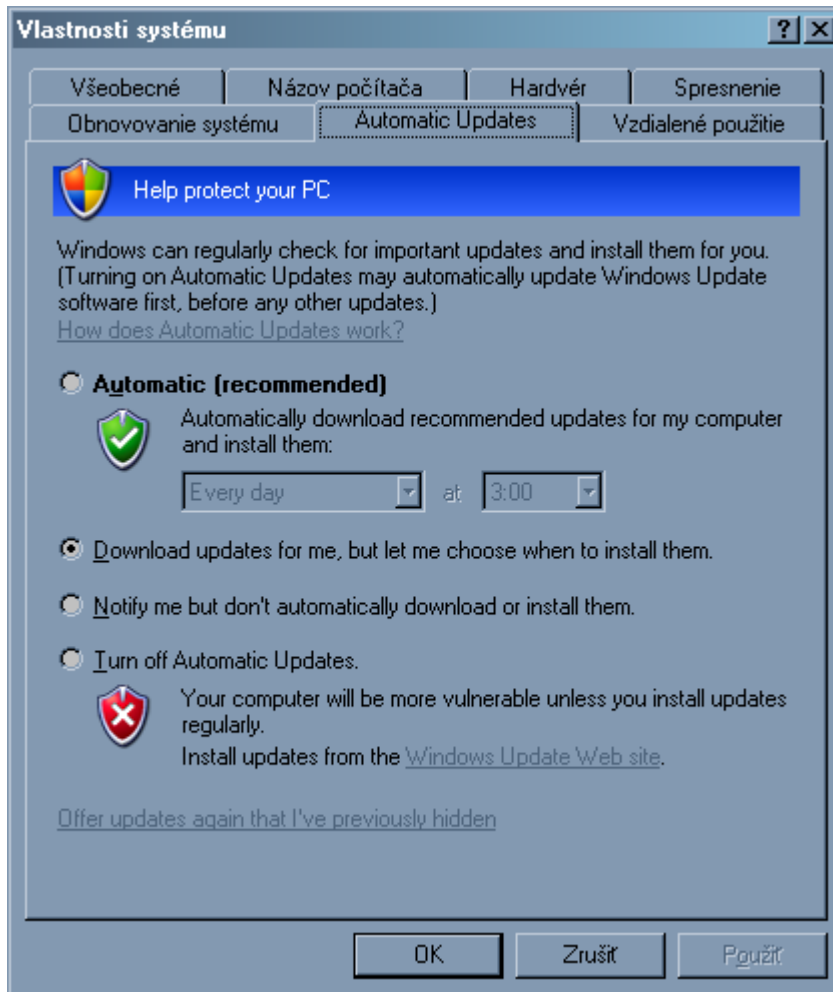 Vlastnosti systému
Všeobecné Názov počítača Hardvér Spresnenie
Obnovovanie systému Automatic Updates Vzdialené použitie
Help protect your PC
Windows can regularly check for important updates and install them for you.
(Turning on Automatic Updates may automatically update Windows Update
software first, before any other updates.)
How does Automatic Updates work?
Automatic (recommended)
Automatically download recommended updates for my computer
and install them:
Every day at 3:00
Download updates for me, but let me choose when to install them.
Notify me but don't automatically download or install them.
Turn off Automatic Updates.
Your computer will be more vulnerable unless you install updates
regularly.
Install updates from the Windows Update Web site.
Offer updates again that I've previously hidden
OK Zrušiť Použiť